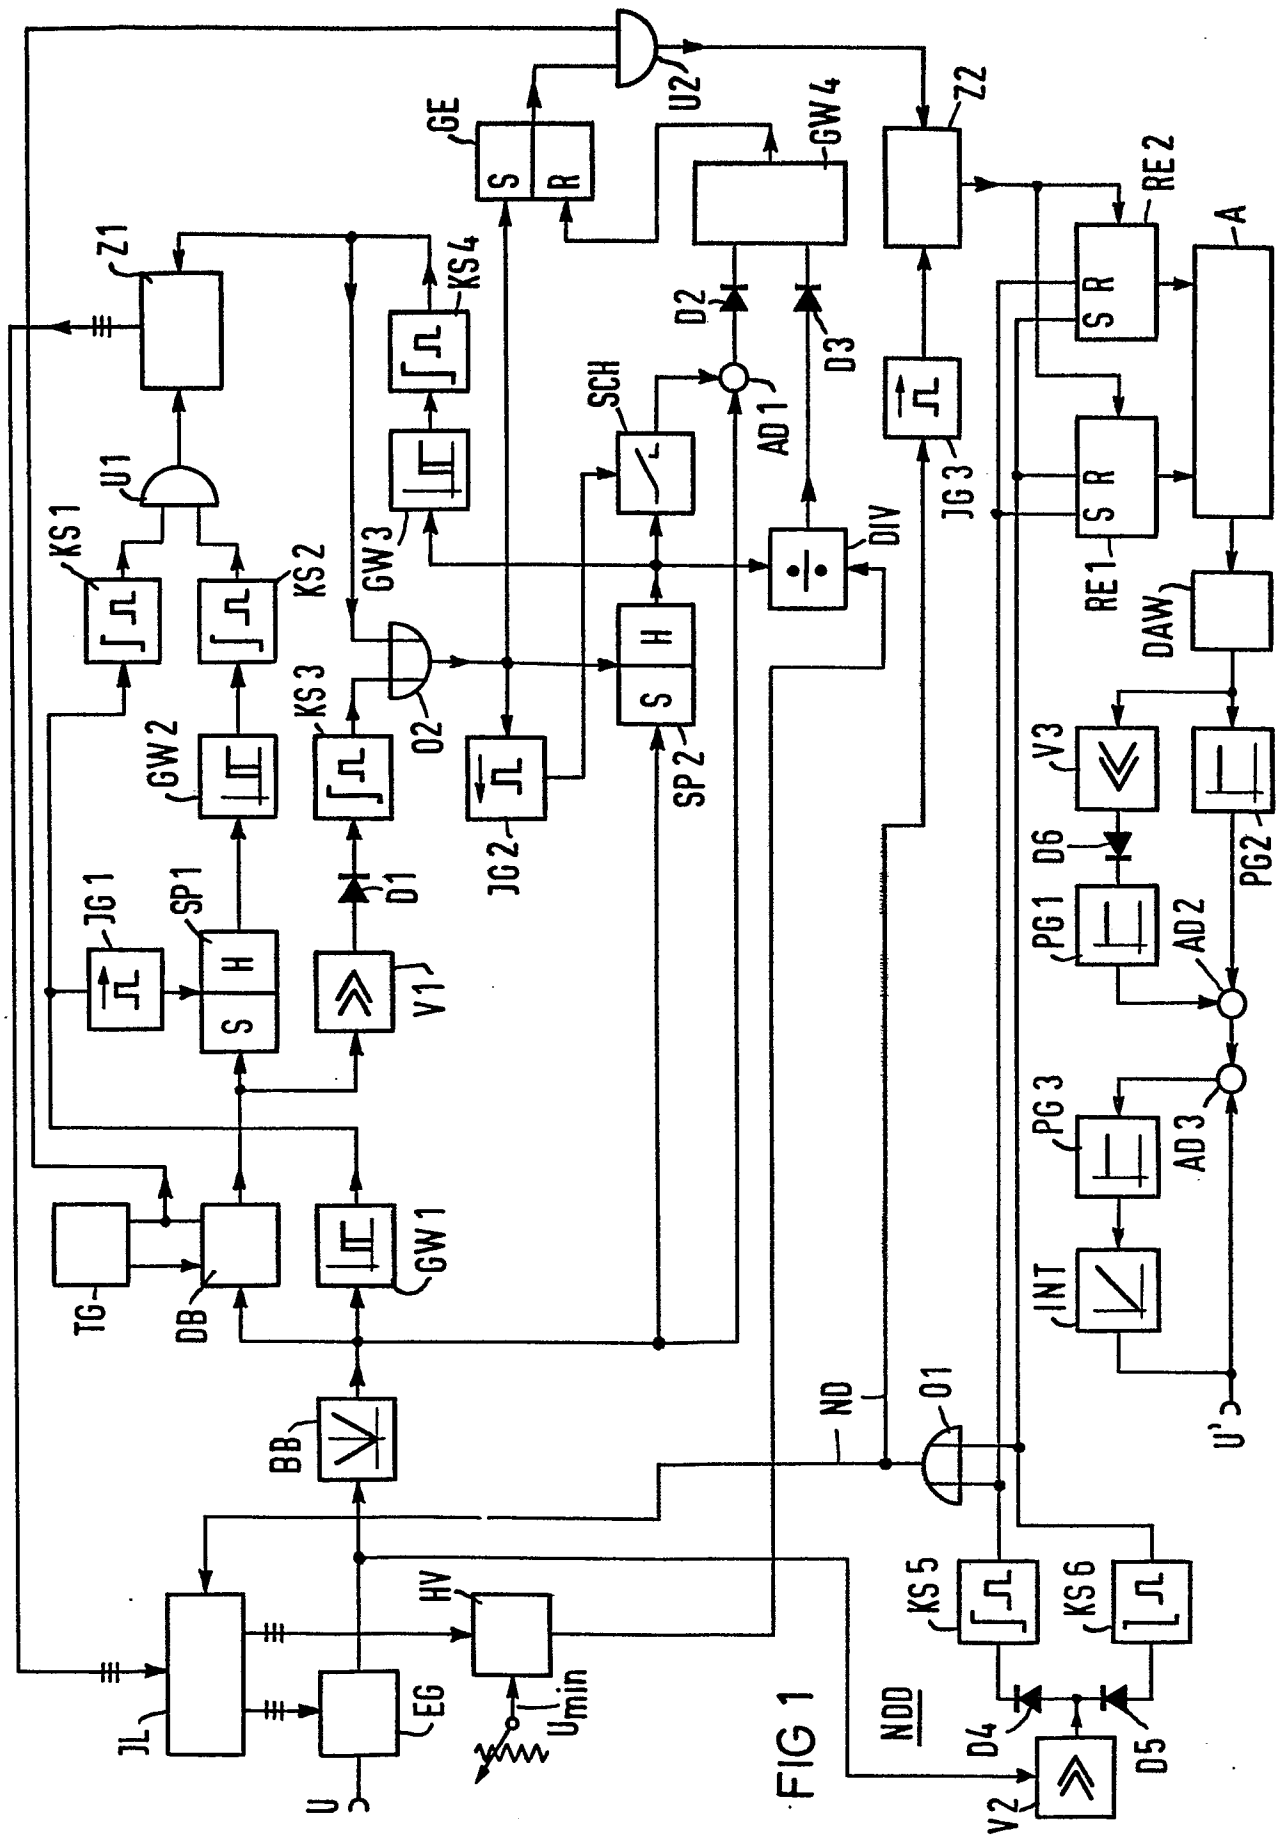 U2
GE
S
R
GW4
Z2
RE2
A
Z1
KS4
D2
D3
S
R
SCH
AD1
U1
KS1
KS2
GW3
DIV
JG3
S
R
RE1
DAW
GW2
KS3
O2
S
H
SP2
V3
JG2
D6
PG2
JG1
SP1
S
H
D1
PG1
V1
AD2
PG3
AD3
TG
DB
GW1
INT
BB
ND
O1
U'
JL
HV
EG
Umin
KS5
KS6
U
FIG 1
NDD
D4
D5
V2